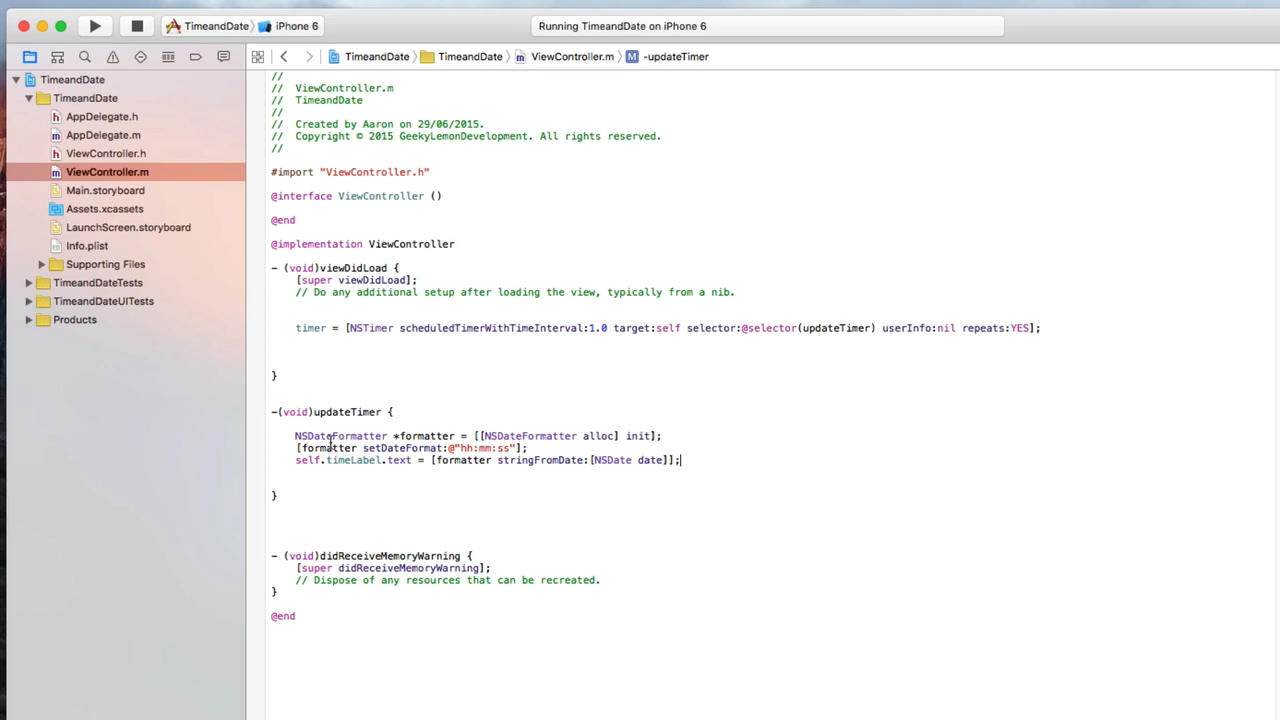 TimeandDate iPhone 6 Running TimeandDate on iPhone 6
TimeandDate TimeandDate ViewController.m M -updateTimer
TimeandDate
TimeandDate
AppDelegate.h
AppDelegate.m
ViewController.h
ViewController.m
Main.storyboard
Assets.xcassets
LaunchScreen.storyboard
Info.plist
Supporting Files
TimeandDateTests
TimeandDateUITests
Products
//
// ViewController.m
// TimeandDate
//
// Created by Aaron on 29/06/2015.
// Copyright © 2015 GeekyLemonDevelopment. All rights reserved.
//
#import "ViewController.h"
@interface ViewController ()
@end
@implementation ViewController
- (void)viewDidLoad {
[super viewDidLoad];
// Do any additional setup after loading the view, typically from a nib.
timer = [NSTimer scheduledTimerWithTimeInterval:1.0 target:self selector:@selector(updateTimer) userInfo:nil repeats:YES];
}
-(void)updateTimer {
NSDateFormatter *formatter = [[NSDateFormatter alloc] init];
[formatter setDateFormat:@"hh:mm:ss"];
self.timeLabel.text = [formatter stringFromDate:[NSDate date]];
}
- (void)didReceiveMemoryWarning {
[super didReceiveMemoryWarning];
// Dispose of any resources that can be recreated.
}
@end